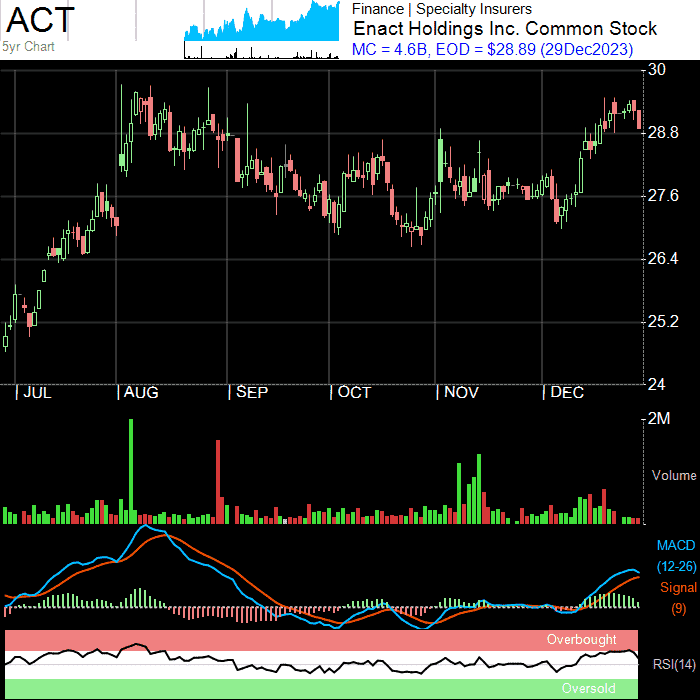 ACT
5yr Chart
Finance | Specialty Insurers
Enact Holdings Inc. Common Stock
MC = 4.6B, EOD = $28.89 (29Dec2023)
30
28.8
27.6
26.4
25.2
24
JUL AUG SEP OCT NOV DEC
2M
Volume
MACD
(12-26)
Signal
(9)
Overbought
RSI(14)
Oversold